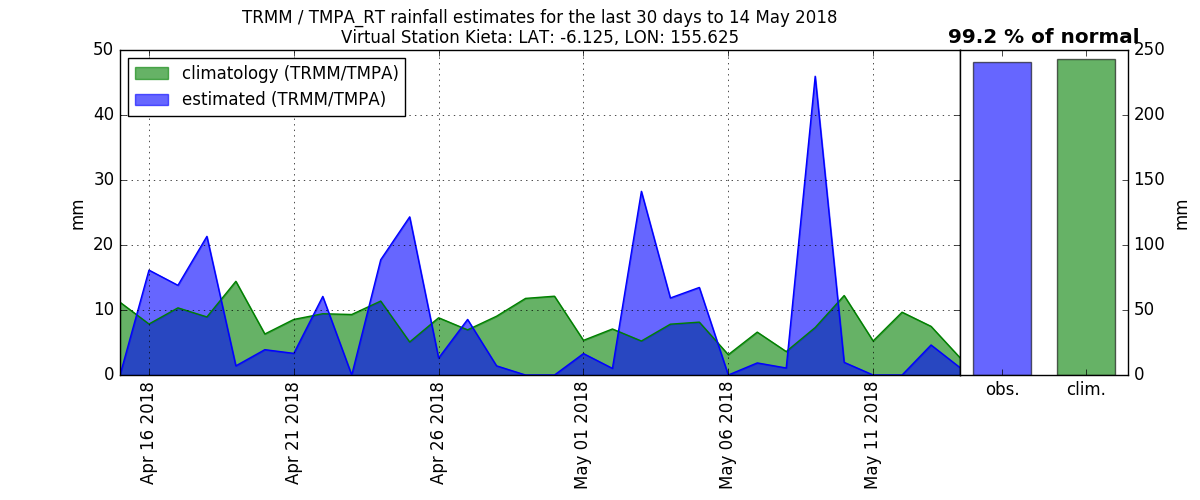 TRMM / TMPA_RT rainfall estimates for the last 30 days to 14 May 2018
Virtual Station Kieta: LAT: -6.125, LON: 155.625
99.2 % of normal
climatology (TRMM/TMPA)
estimated (TRMM/TMPA)
mm
50
40
30
20
10
0
Apr 16 2018
Apr 21 2018
Apr 26 2018
May 01 2018
May 06 2018
May 11 2018
250
200
150
100
50
0
mm
obs.
clim.